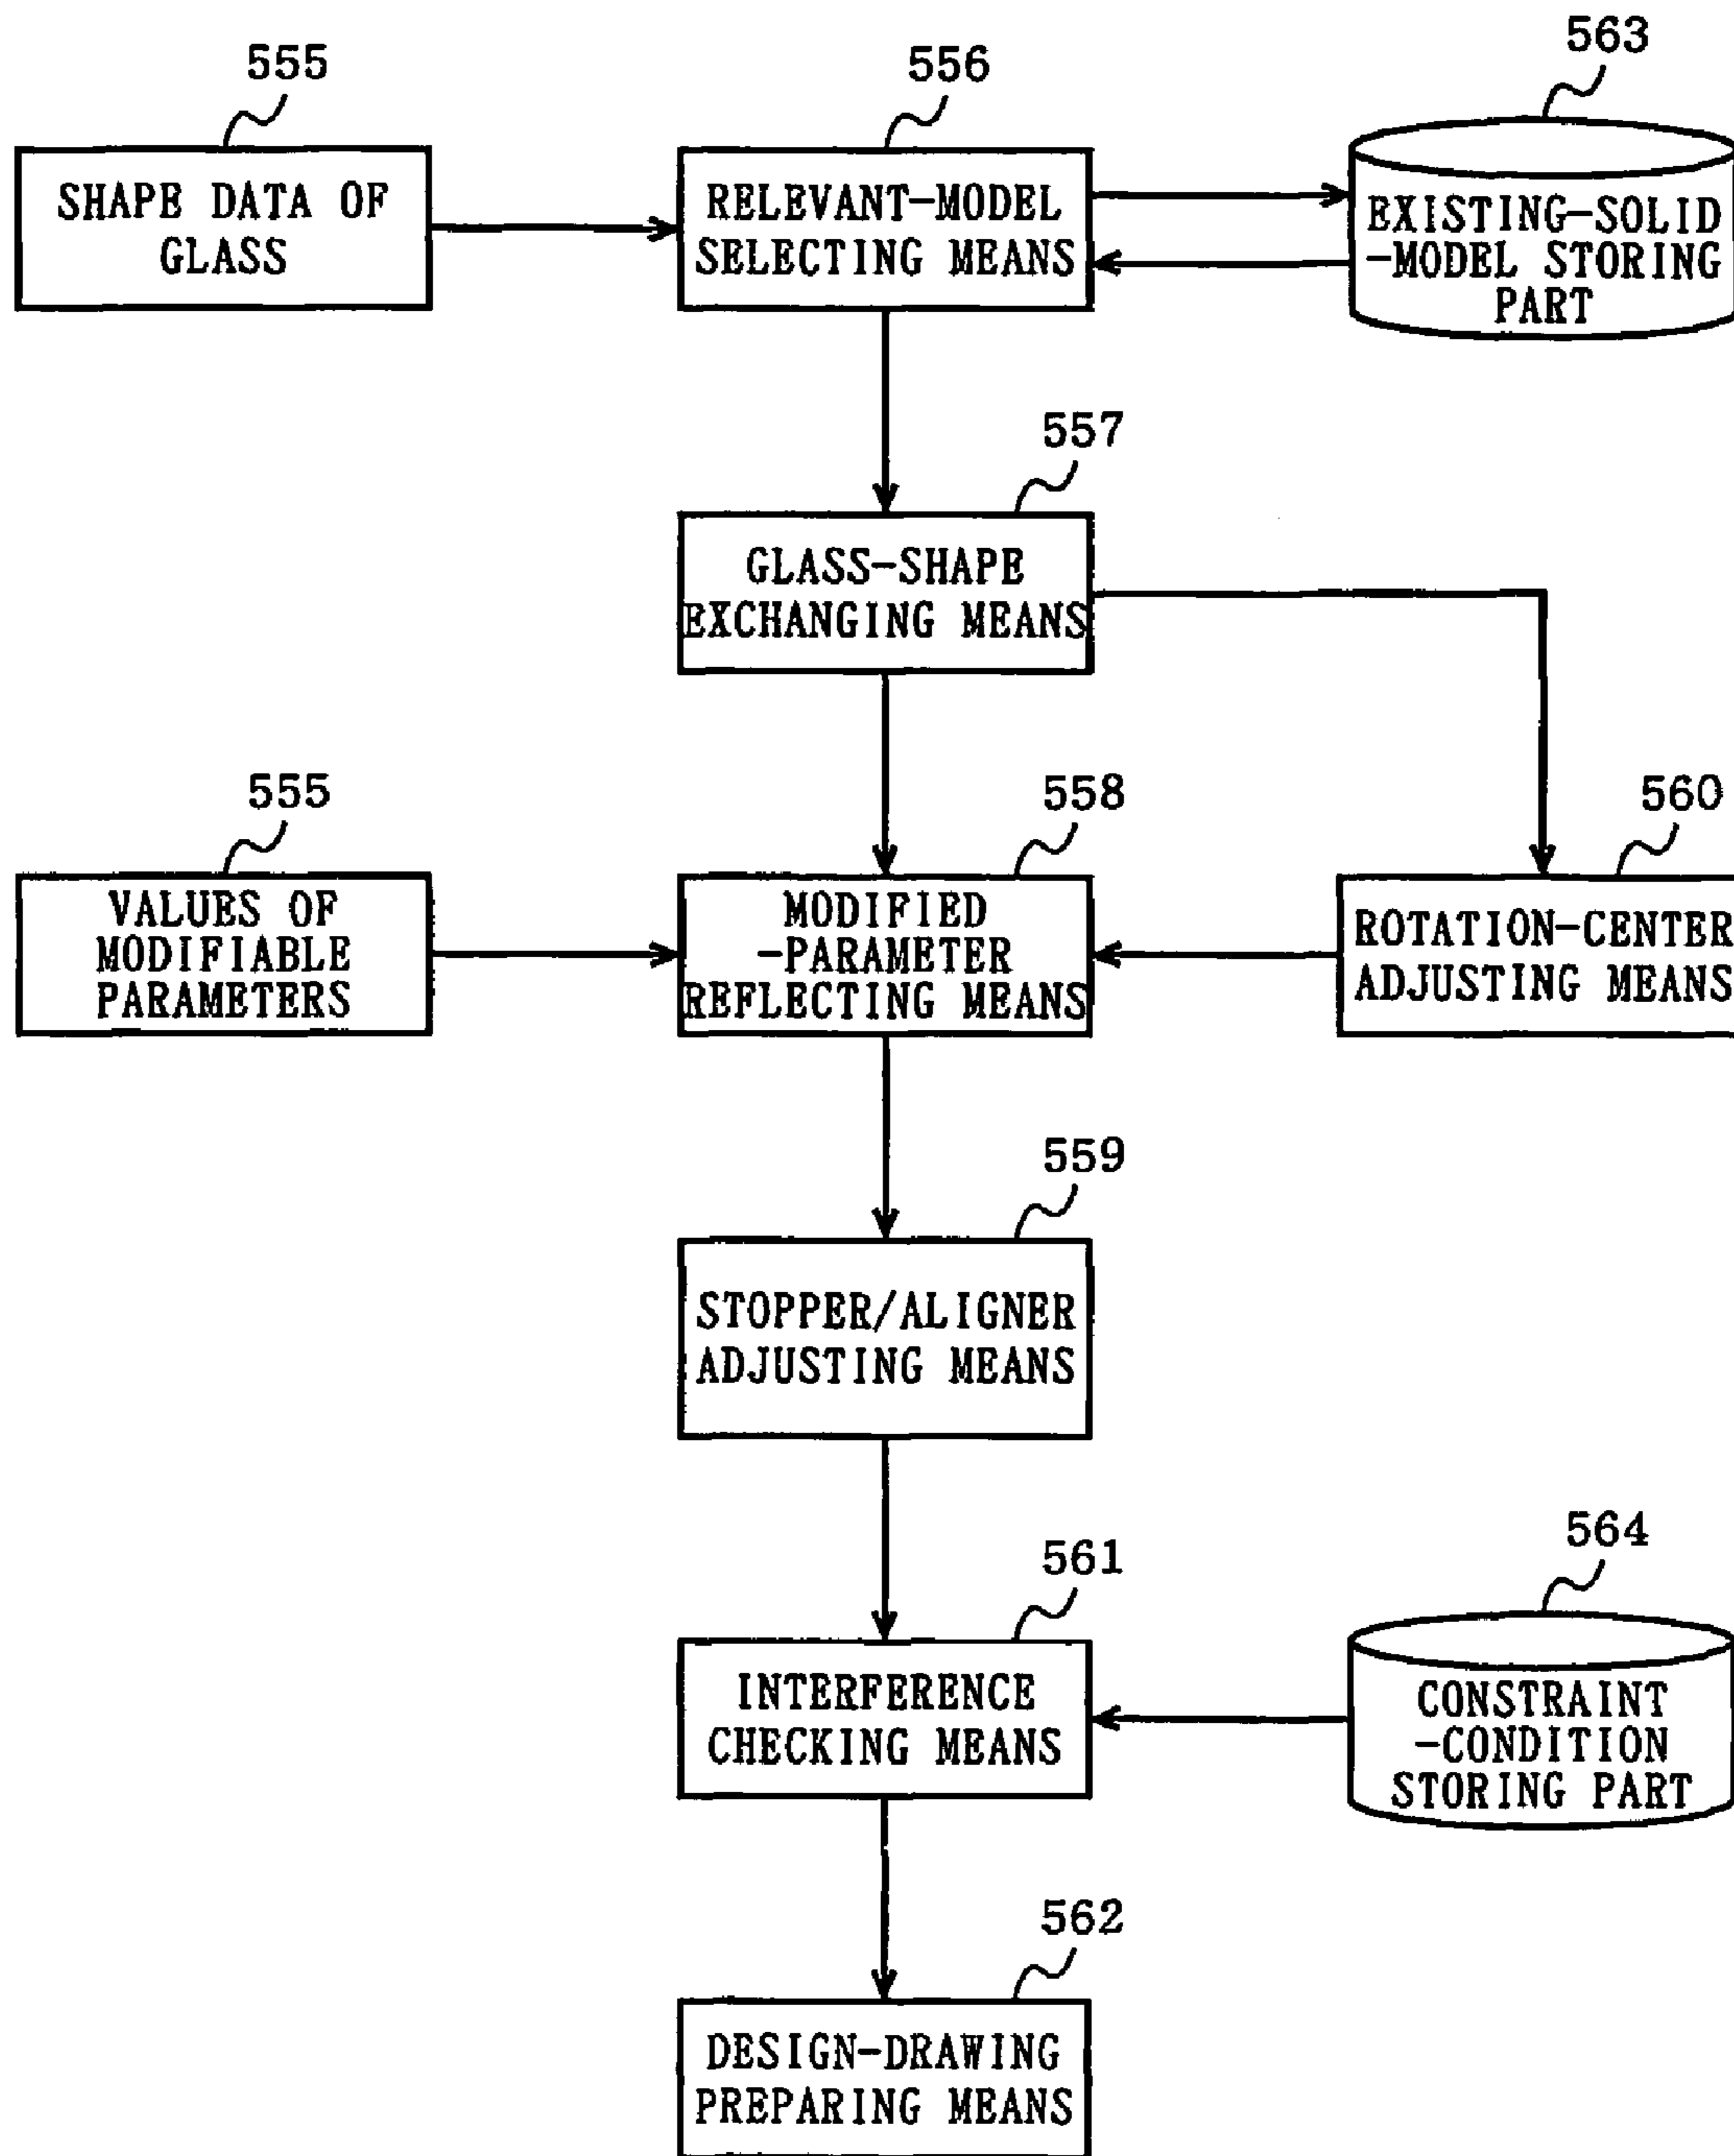 555
556
563
SHAPE DATA OF
GLASS
RELEVANT-MODEL
SELECTING MEANS
EXISTING-SOLID
-MODEL STORING
PART
557
GLASS-SHAPE
EXCHANGING MEANS
555
558
560
VALUES OF
MODIFIABLE
PARAMETERS
MODIFIED
-PARAMETER
REFLECTING MEANS
ROTATION-CENTER
ADJUSTING MEANS
559
STOPPER/ALIGNER
ADJUSTING MEANS
561
564
INTERFERENCE
CHECKING MEANS
CONSTRAINT
-CONDITION
STORING PART
562
DESIGN-DRAWING
PREPARING MEANS